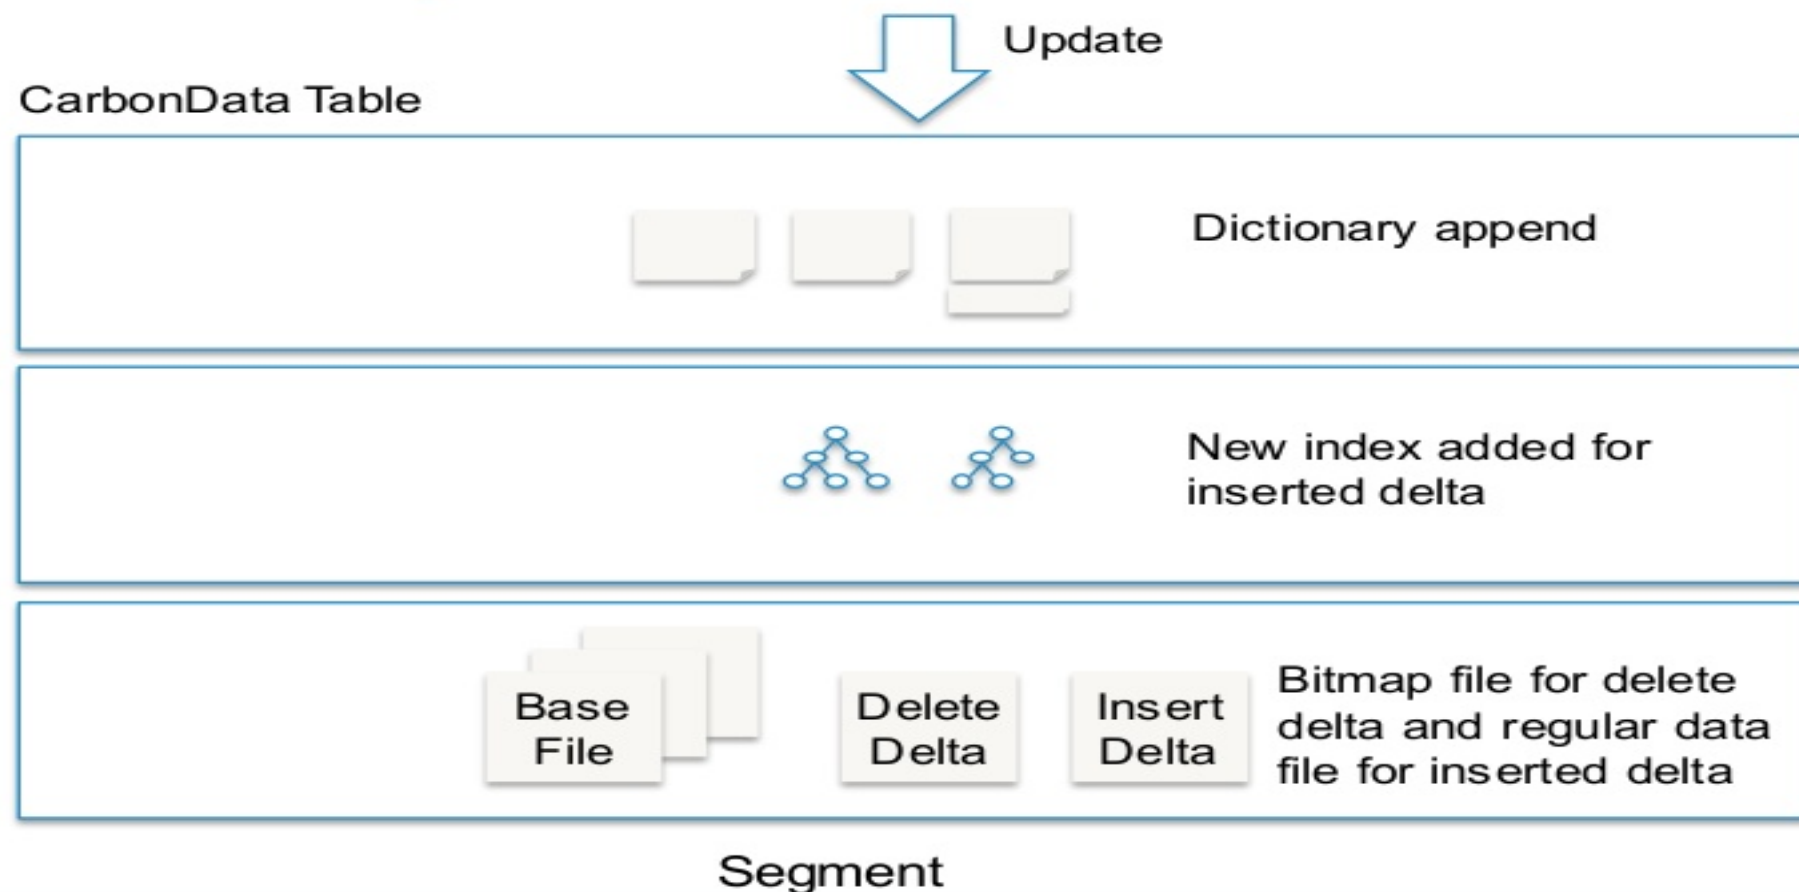 Update
CarbonData Table
Dictionary append
New index added for
inserted delta
Base
File
Delete
Delta
Insert
Delta
Bitmap file for delete
delta and regular data
file for inserted delta
Segment